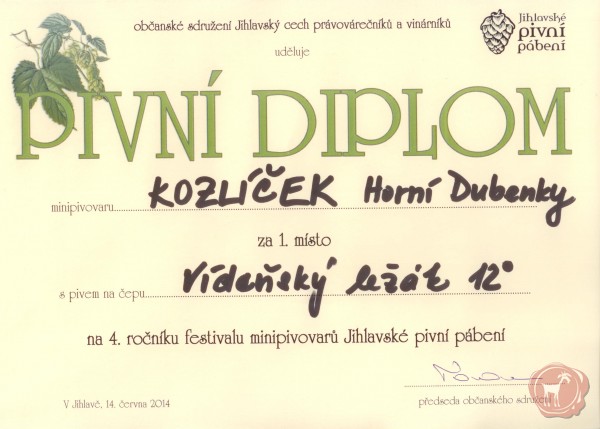 občanské sdružení Jihlavský cech právovárečníků a vinárníků
uděluje
Jihlavské
pivní
pábení
PIVNÍ DIPLOM
minipivovaru KOZLÍČEK Horní Dubenky
za 1. místo
s pivem na čepu Vídeňský ležák 12°
na 4. ročníku festivalu minipivovarů Jihlavské pivní pábení
V Jihlavě, 14. června 2014
předseda občanského sdružení